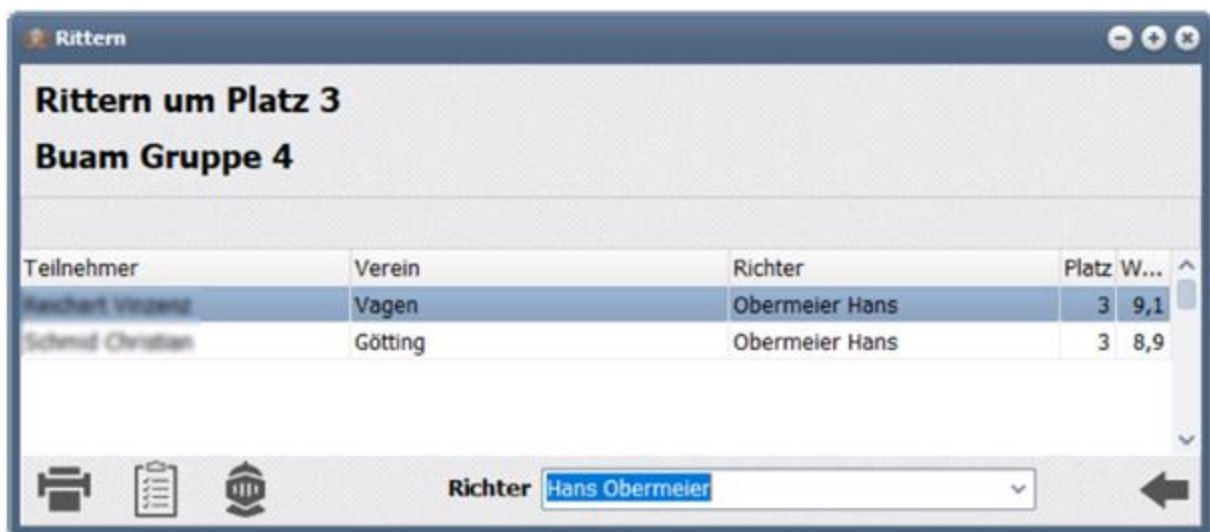 Rittern
Rittern um Platz 3
Buam Gruppe 4
Teilnehmer Verein Richter Platz W...
Vagen Obermeier Hans 3 9,1
Götting Obermeier Hans 3 8,9
Richter Hans Obermeier